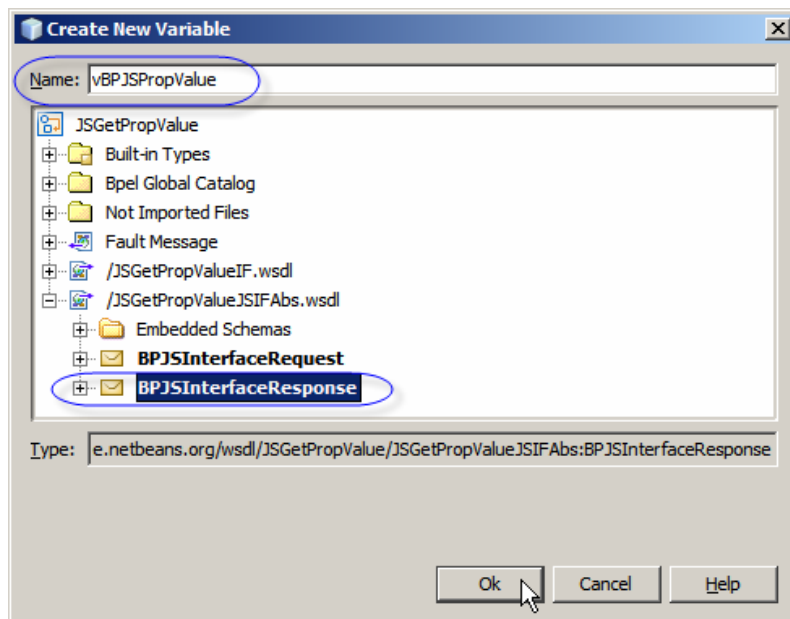 Create New Variable
Name: vBPJSPropValue
JSGetPropValue
Built-in Types
Bpel Global Catalog
Not Imported Files
Fault Message
/JSGetPropValueIF.wsdl
/JSGetPropValueJSIFAbs.wsdl
Embedded Schemas
BPJSInterfaceRequest
BPJSInterfaceResponse
Type: e.netbeans.org/wsdl/JSGetPropValue/JSGetPropValueJSIFAbs:BPJSInterfaceResponse
Ok Cancel Help